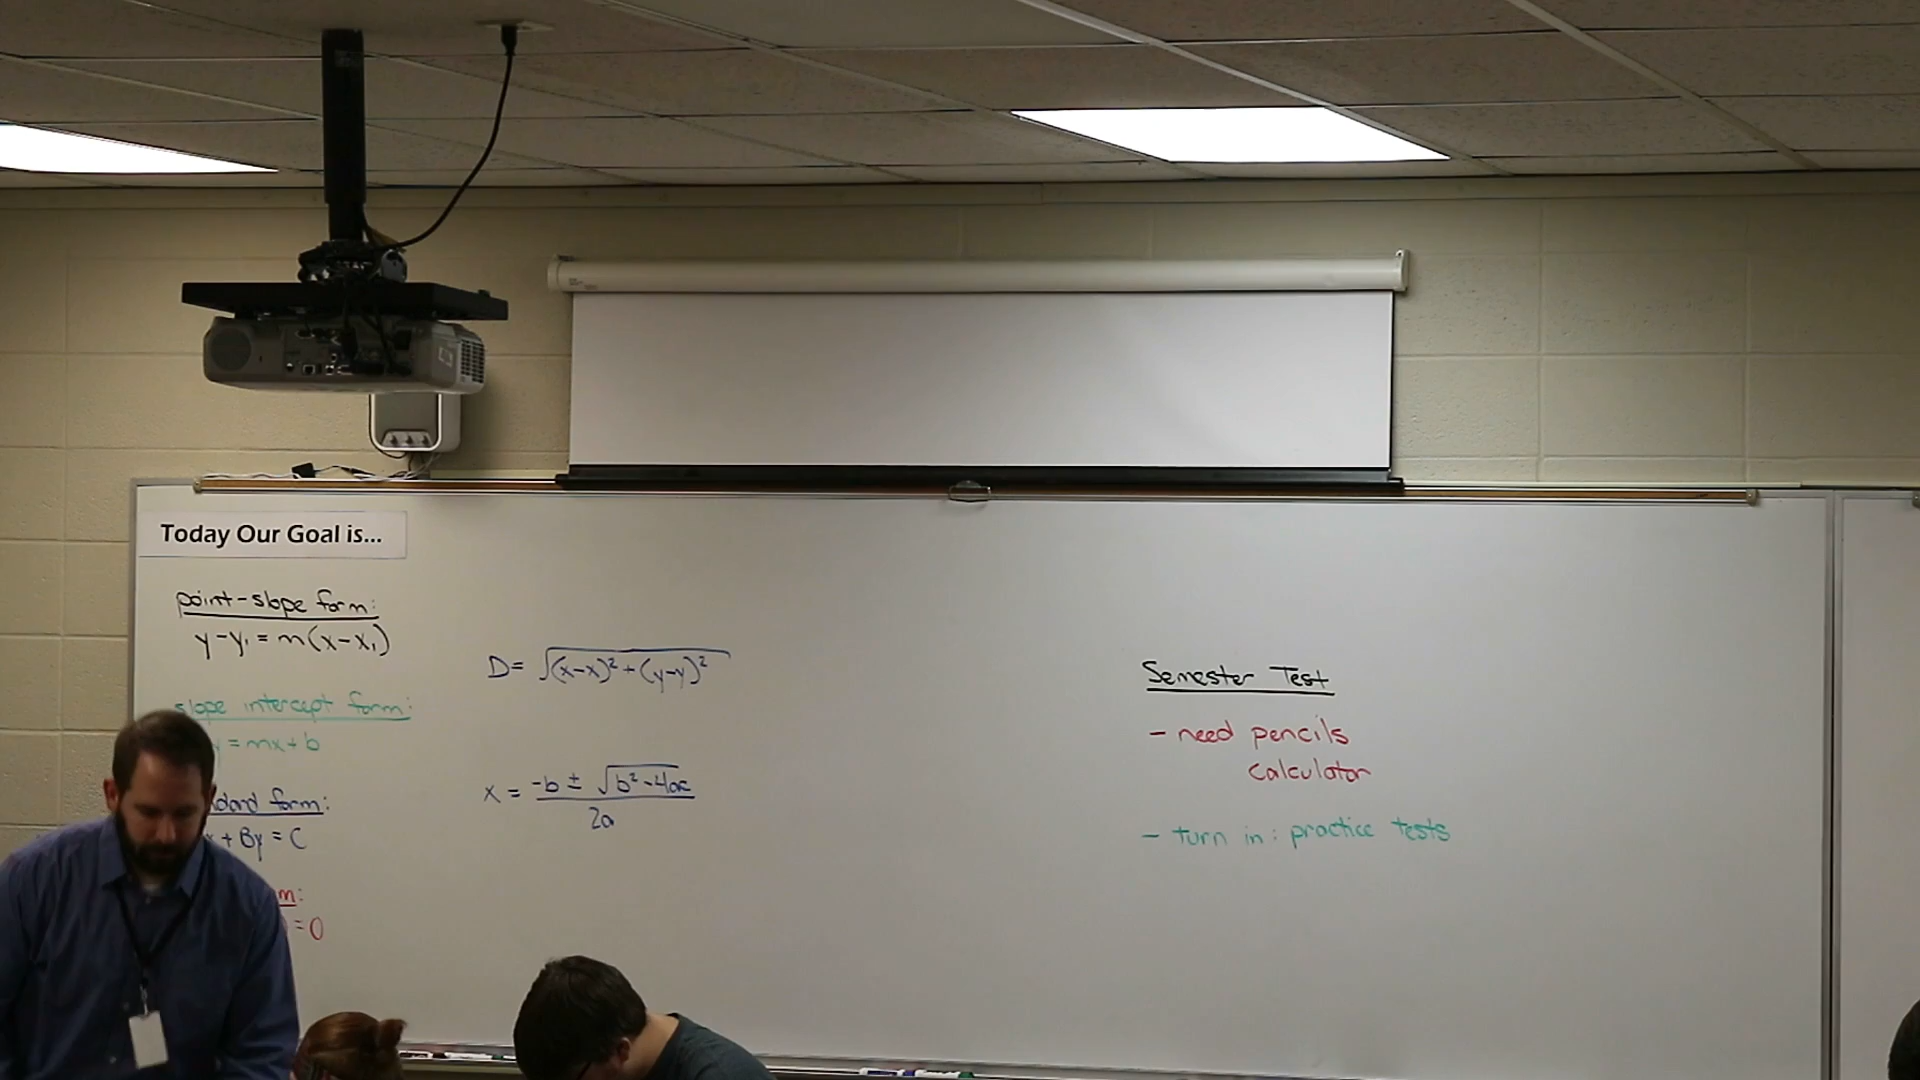 Today Our Goal is...
point-slope form:
y-y₁ = m(x-x₁)
slope intercept form:
= mx+b
form:
+ By = C
= 0
D = √(x-x)²+(y-y)²
x = -b ± √b²-4ac
2a
Semester Test
- need pencils
calculator
- turn in: practice tests